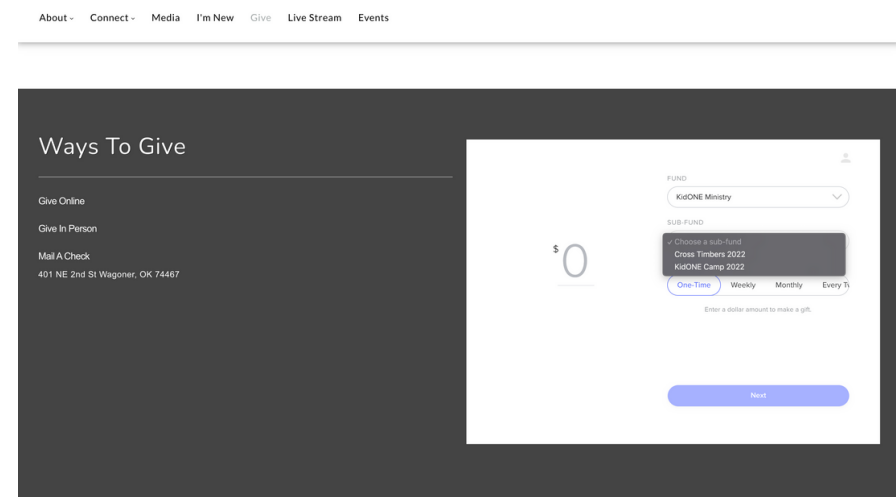 About Connect Media I'm New Give Live Stream Events
Ways To Give
Give Online
Give In Person
Mail A Check
401 NE 2nd St Wagoner, OK 74467
$0
FUND
KidONE Ministry
SUB-FUND
✓ Choose a sub-fund
Cross Timbers 2022
KidONE Camp 2022
One-Time Weekly Monthly Every Tw
Enter a dollar amount to make a gift.
Next